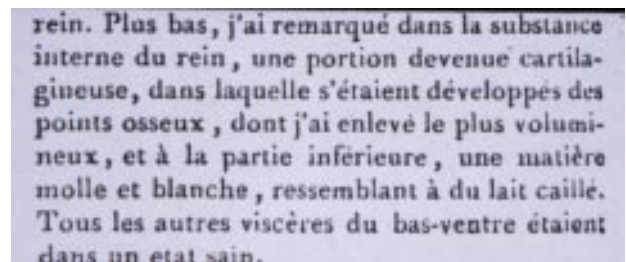 rein. Plus bas, j'ai remarqué dans la substance
interne du rein, une portion devenue cartila-
gineuse, dans laquelle s'étaient développés des
points osseux, dont j'ai enlevé le plus volumi-
neux, et à la partie inférieure, une matière
molle et blanche, ressemblant à du lait caillé.
Tous les autres viscères du bas-ventre étaient
dans un etat sain.